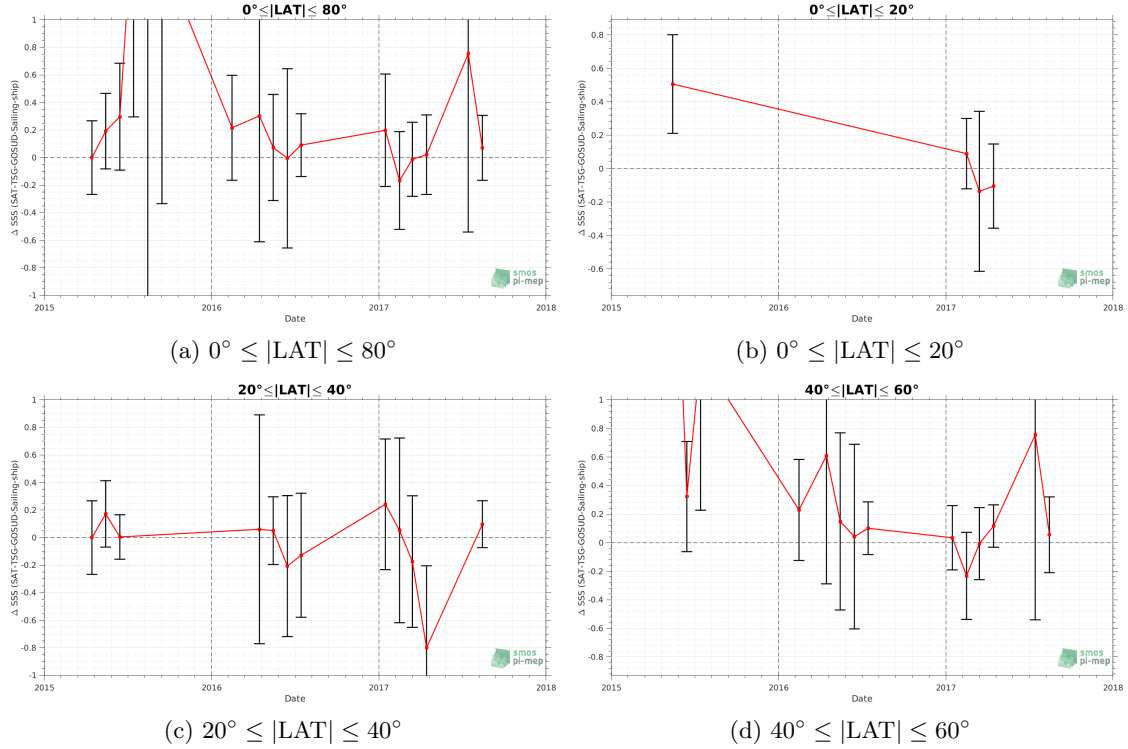 0°≤|LAT|≤ 80°
Δ SSS (SAT-TSG-GOSUD-Sailing-ship)
1
0.8
0.6
0.4
0.2
0
-0.2
-0.4
-0.6
-0.8
-1
2015
2016
2017
2018
Date
smos
pi-mep
(a) 0° ≤ |LAT| ≤ 80°
0°≤|LAT|≤ 20°
Δ SSS (SAT-TSG-GOSUD-Sailing-ship)
0.8
0.6
0.4
0.2
0
-0.2
-0.4
-0.6
2015
2016
2017
2018
Date
smos
pi-mep
(b) 0° ≤ |LAT| ≤ 20°
20°≤|LAT|≤ 40°
Δ SSS (SAT-TSG-GOSUD-Sailing-ship)
1
0.8
0.6
0.4
0.2
0
-0.2
-0.4
-0.6
-0.8
-1
2015
2016
2017
2018
Date
smos
pi-mep
(c) 20° ≤ |LAT| ≤ 40°
40°≤|LAT|≤ 60°
Δ SSS (SAT-TSG-GOSUD-Sailing-ship)
1
0.8
0.6
0.4
0.2
0
-0.2
-0.4
-0.6
-0.8
2015
2016
2017
2018
Date
smos
pi-mep
(d) 40° ≤ |LAT| ≤ 60°